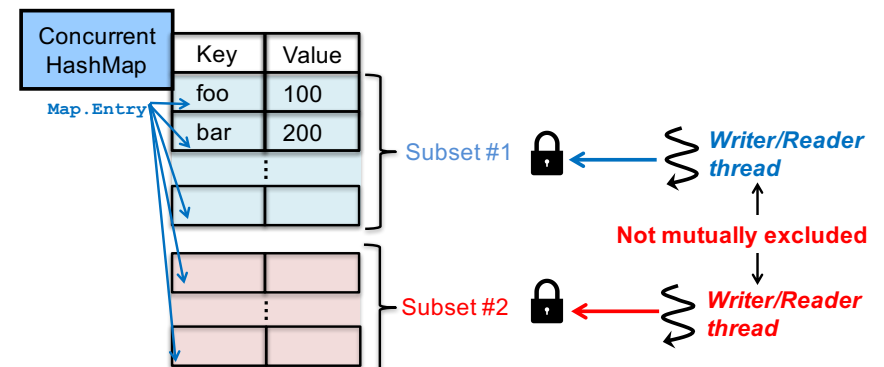 Concurrent
HashMap
Key Value
foo 100
Map.Entry
bar 200
Subset #1
Writer/Reader
thread
Not mutually excluded
Subset #2
Writer/Reader
thread